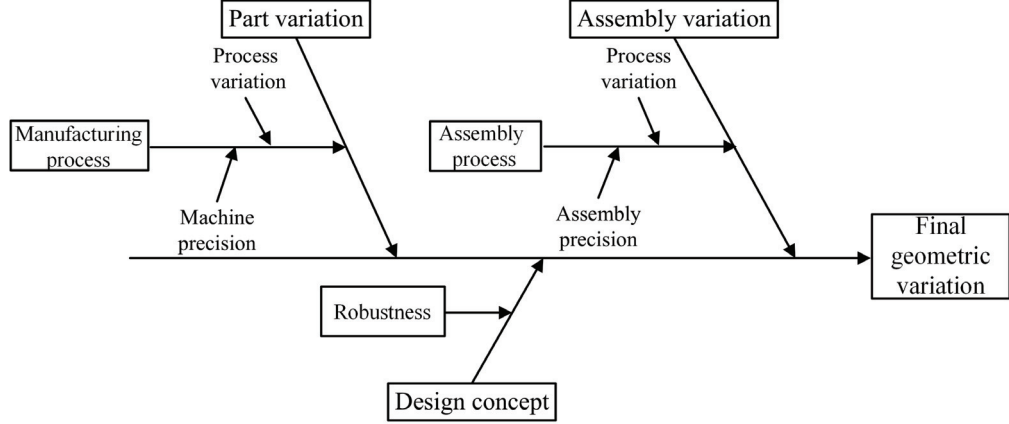 Part variation
Assembly variation
Process
variation
Process
variation
Manufacturing
process
Assembly
process
Machine
precision
Assembly
precision
Final
geometric
variation
Robustness
Design concept